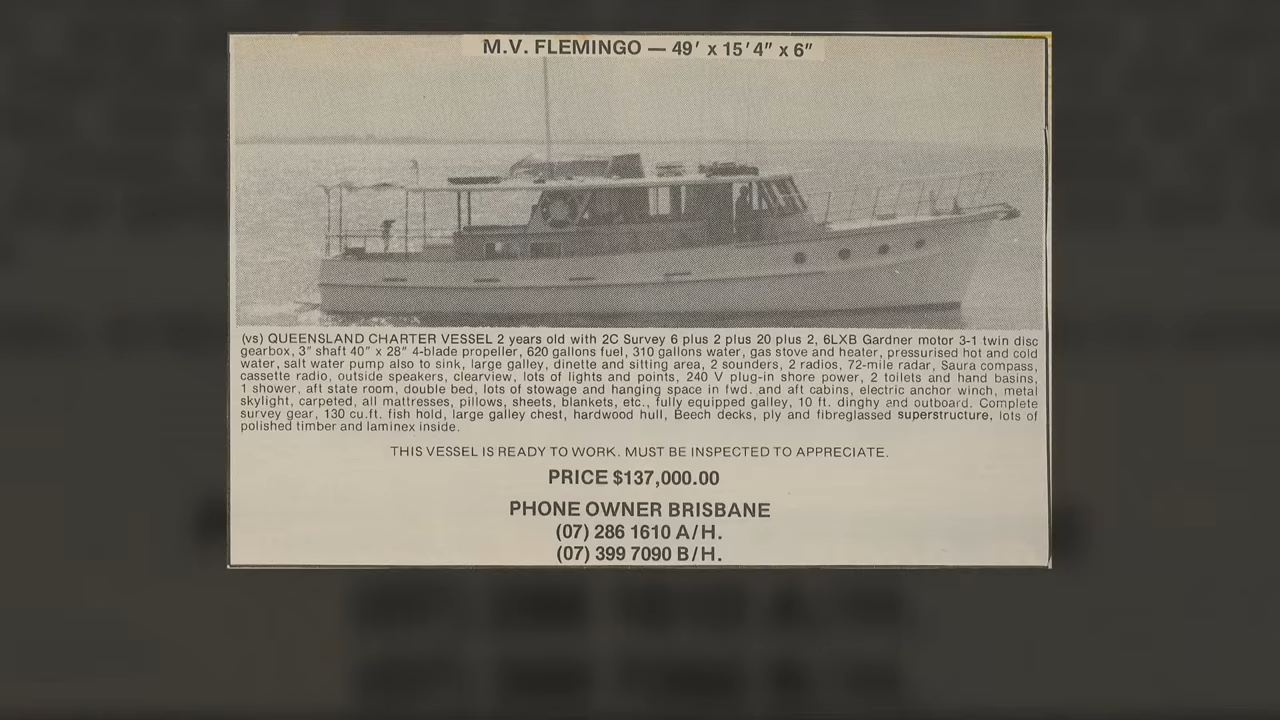 M.V. FLEMINGO — 49′ x 15′4″ x 6″
(vs) QUEENSLAND CHARTER VESSEL 2 years old with 2C Survey 6 plus 2 plus 20 plus 2, 6LXB Gardner motor 3-1 twin disc
gearbox, 3″ shaft 40″ x 28″ 4-blade propeller, 620 gallons fuel, 310 gallons water, gas stove and heater, pressurised hot and cold
water, salt water pump also to sink, large galley, dinette and sitting area, 2 sounders, 2 radios, 72-mile radar, Saura compass,
cassette radio, outside speakers, clearview, lots of lights and points, 240 V plug-in shore power, 2 toilets and hand basins,
1 shower, aft state room, double bed, lots of stowage and hanging space in fwd. and aft cabins, electric anchor winch, metal
skylight, carpeted, all mattresses, pillows, sheets, blankets, etc., fully equipped galley, 10 ft. dinghy and outboard. Complete
survey gear, 130 cu.ft. fish hold, large galley chest, hardwood hull, Beech decks, ply and fibreglassed superstructure, lots of
polished timber and laminex inside.
THIS VESSEL IS READY TO WORK. MUST BE INSPECTED TO APPRECIATE.
PRICE $137,000.00
PHONE OWNER BRISBANE
(07) 286 1610 A/H.
(07) 399 7090 B/H.